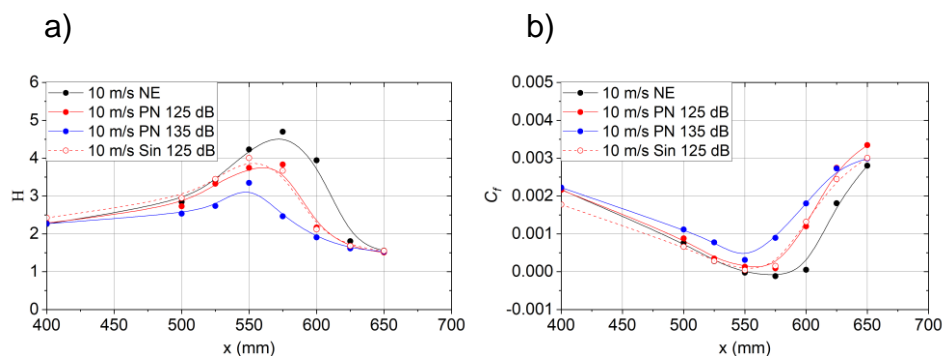 a)
6
5
4
3
2
1
0
H
10 m/s NE
10 m/s PN 125 dB
10 m/s PN 135 dB
10 m/s Sin 125 dB
400 450 500 550 600 650 700
x (mm)
b)
0.005
0.004
0.003
0.002
0.001
0.000
-0.001
Cf
10 m/s NE
10 m/s PN 125 dB
10 m/s PN 135 dB
10 m/s Sin 125 dB
400 450 500 550 600 650 700
x (mm)